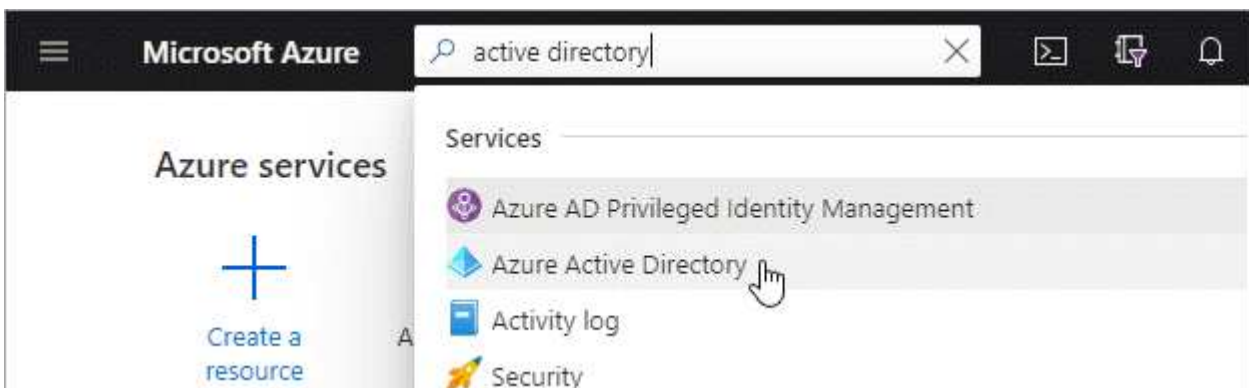 Microsoft Azure
active directory
Services
Azure services
Azure AD Privileged Identity Management
Azure Active Directory
Activity log
Create a
resource
A
Security